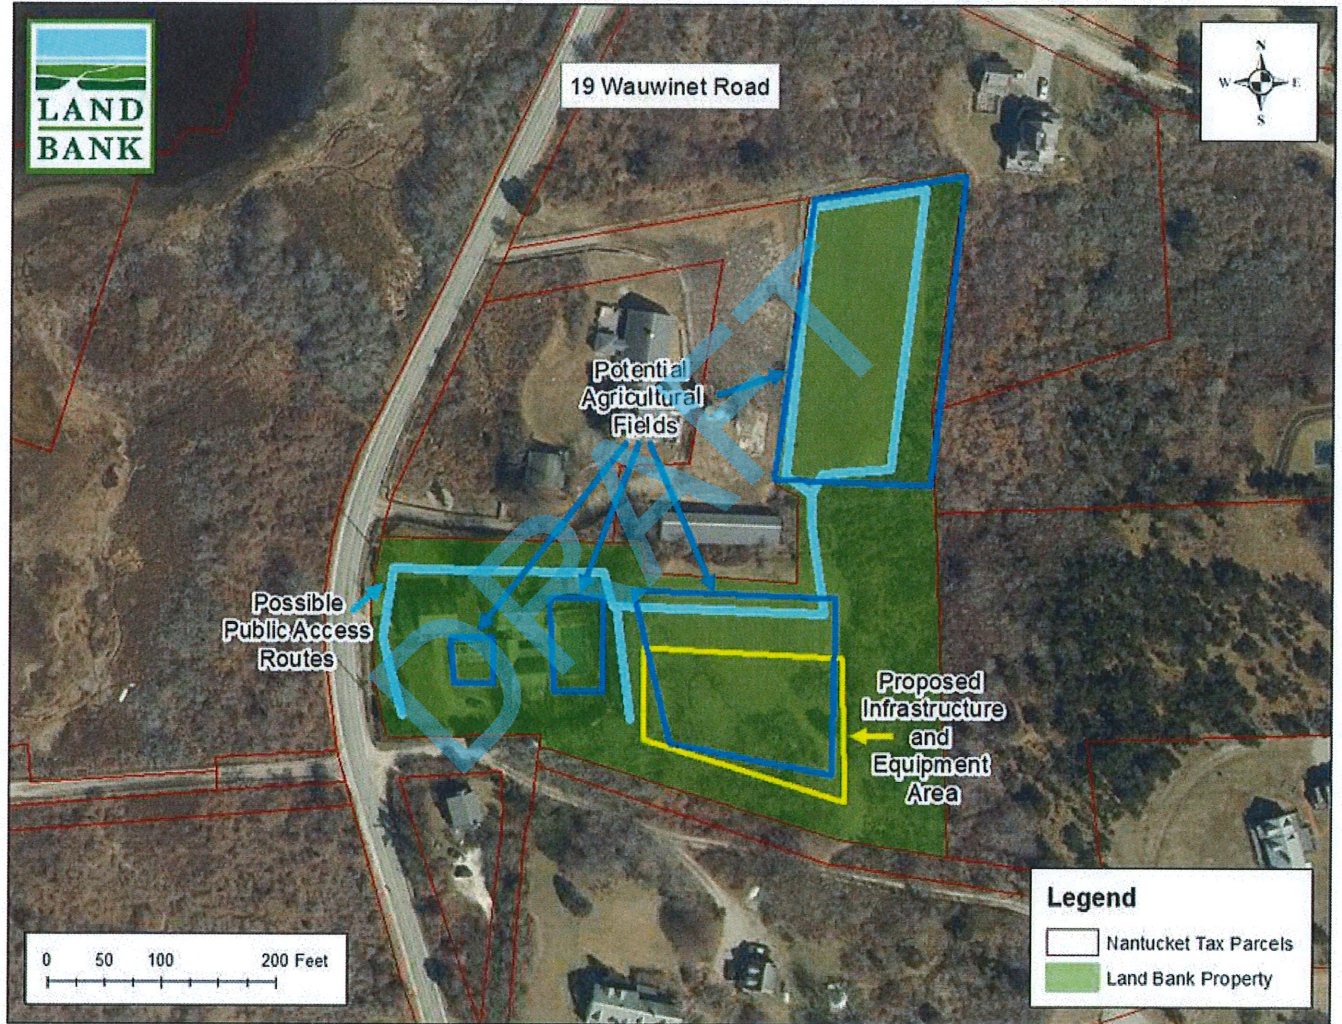 LAND
BANK
19 Wauwinet Road
N
W E
S
Potential
Agricultural
Fields
DRAFT
Possible
Public Access
Routes
Proposed
Infrastructure
and
Equipment
Area
Legend
Nantucket Tax Parcels
Land Bank Property
0 50 100 200 Feet